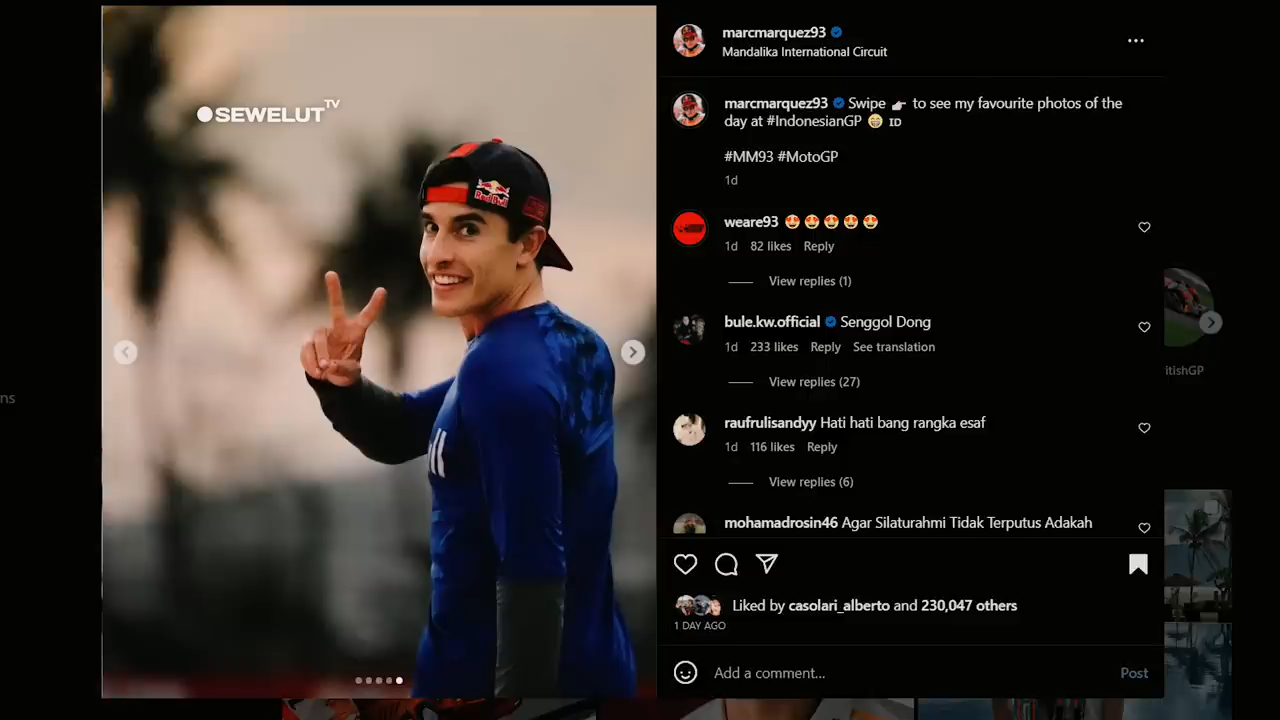 marcmarquez93
Mandalika International Circuit
SEWELUT TV
marcmarquez93 Swipe 👉 to see my favourite photos of the
day at #IndonesianGP 😁 ID
#MM93 #MotoGP
1d
Red Bull
weare93 😍😍😍😍😍
1d 82 likes Reply
View replies (1)
bule.kw.official Senggol Dong
1d 233 likes Reply See translation
View replies (27)
itishGP
ns
raufrulisandyy Hati hati bang rangka esaf
1d 116 likes Reply
View replies (6)
mohamadrosin46 Agar Silaturahmi Tidak Terputus Adakah
Liked by casolari_alberto and 230,047 others
1 DAY AGO
Add a comment...
Post